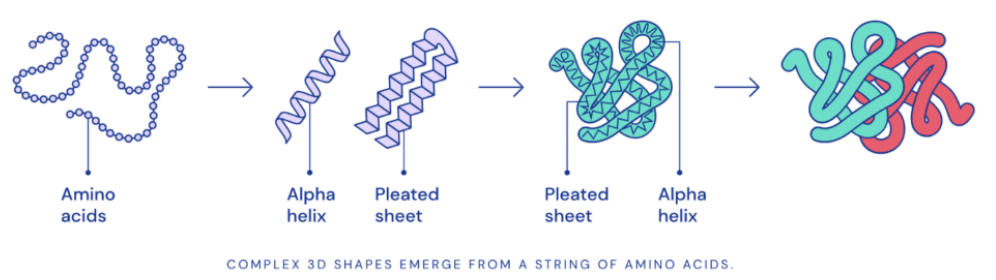 Amino
acids
Alpha
helix
Pleated
sheet
Pleated
sheet
Alpha
helix
COMPLEX 3D SHAPES EMERGE FROM A STRING OF AMINO ACIDS.